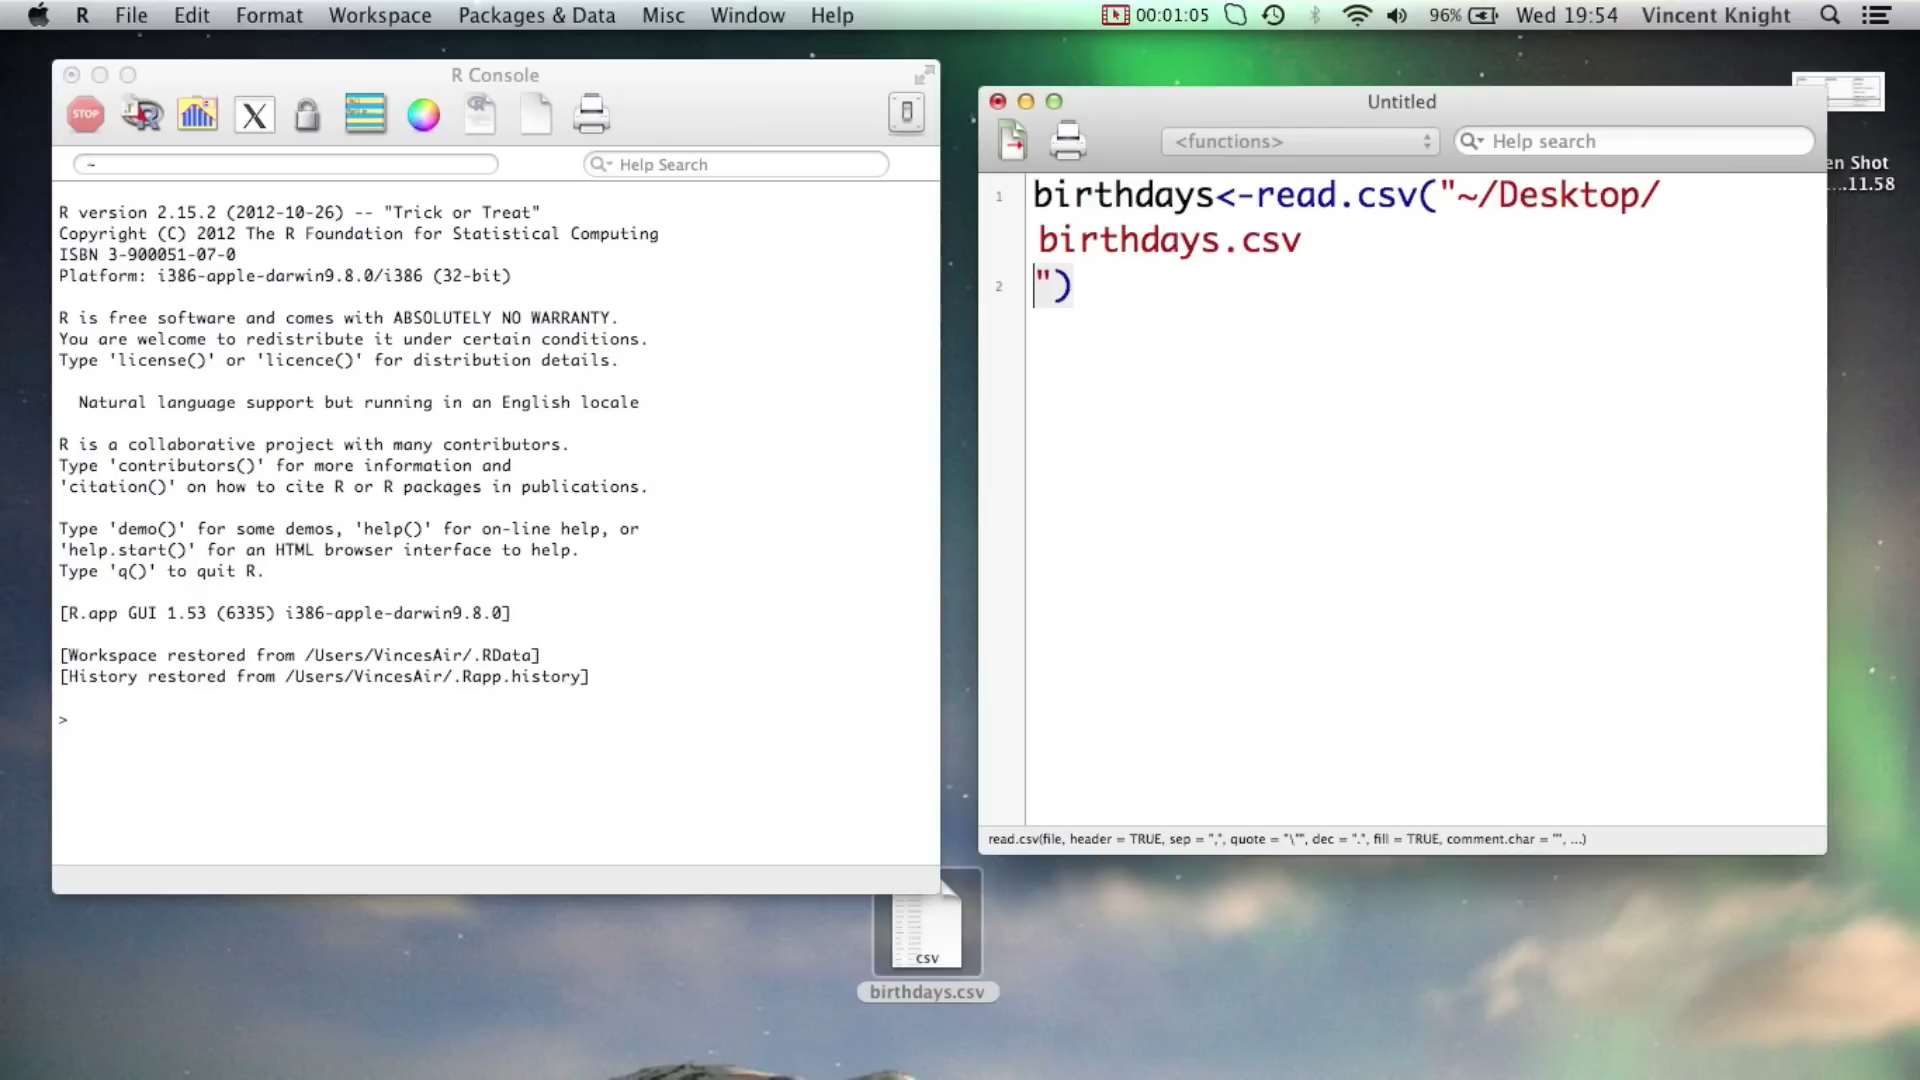 R File Edit Format Workspace Packages & Data Misc Window Help 00:01:05 96% Wed 19:54 Vincent Knight
R Console
STOP
~
Help Search
R version 2.15.2 (2012-10-26) -- "Trick or Treat"
Copyright (C) 2012 The R Foundation for Statistical Computing
ISBN 3-900051-07-0
Platform: i386-apple-darwin9.8.0/i386 (32-bit)
R is free software and comes with ABSOLUTELY NO WARRANTY.
You are welcome to redistribute it under certain conditions.
Type 'license()' or 'licence()' for distribution details.
Natural language support but running in an English locale
R is a collaborative project with many contributors.
Type 'contributors()' for more information and
'citation()' on how to cite R or R packages in publications.
Type 'demo()' for some demos, 'help()' for on-line help, or
'help.start()' for an HTML browser interface to help.
Type 'q()' to quit R.
[R.app GUI 1.53 (6335) i386-apple-darwin9.8.0]
[Workspace restored from /Users/VincesAir/.RData]
[History restored from /Users/VincesAir/.Rapp.history]
>
Untitled
<functions>
Help search
1 birthdays<-read.csv("~/Desktop/
birthdays.csv
2 ")
read.csv(file, header = TRUE, sep = ",", quote = "\"", dec = ".", fill = TRUE, comment.char = "", ...)
en Shot
...11.58
CSV
birthdays.csv